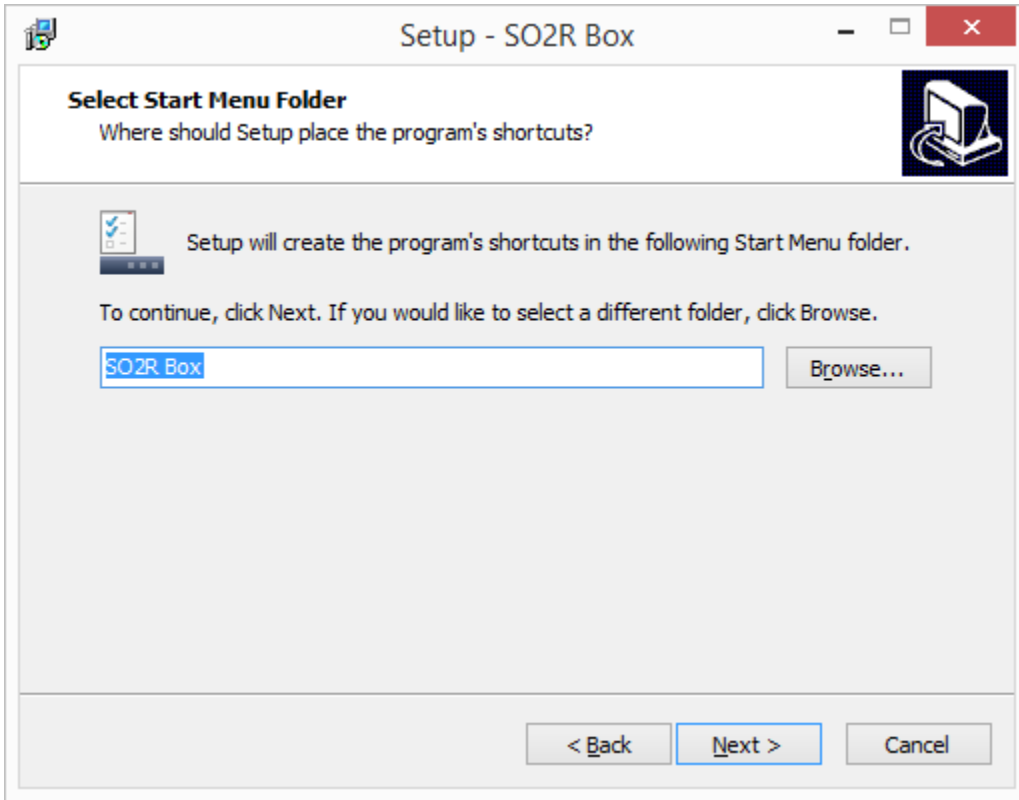 Setup - SO2R Box
Select Start Menu Folder
Where should Setup place the program's shortcuts?
Setup will create the program's shortcuts in the following Start Menu folder.
To continue, click Next. If you would like to select a different folder, click Browse.
SO2R Box
Browse...
< Back
Next >
Cancel